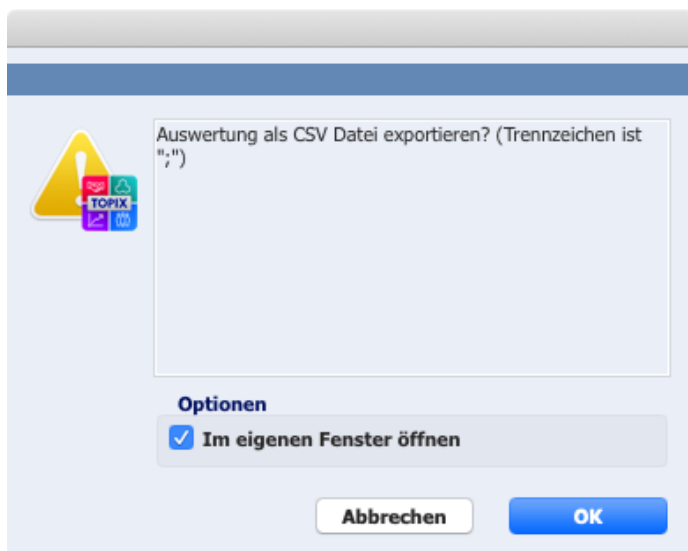 Auswertung als CSV Datei exportieren? (Trennzeichen ist
";")
TOPIX
Optionen
Im eigenen Fenster öffnen
Abbrechen
OK